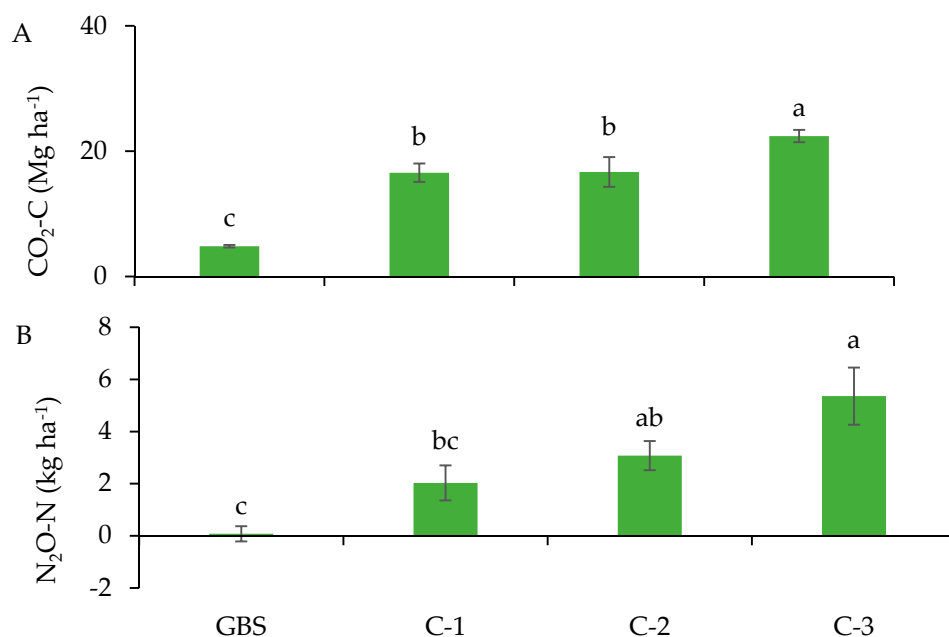 A
CO₂-C (Mg ha⁻¹)
40
20
0
c
b
b
a
B
N₂O-N (kg ha⁻¹)
8
6
4
2
0
-2
c
bc
ab
a
GBS C-1 C-2 C-3